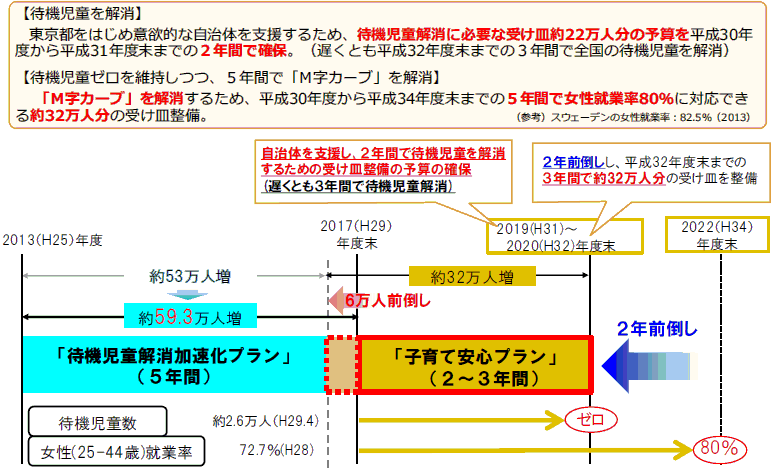 【待機児童を解消】
東京都をはじめ意欲的な自治体を支援するため、待機児童解消に必要な受け皿約22万人分の予算を平成30年
度から平成31年度末までの２年間で確保。（遅くとも平成32年度末までの３年間で全国の待機児童を解消）
【待機児童ゼロを維持しつつ、５年間で「M字カーブ」を解消】
「M字カーブ」を解消するため、平成30年度から平成34年度末までの５年間で女性就業率80%に対応でき
る約32万人分の受け皿整備。
（参考）スウェーデンの女性就業率：82.5%（2013）
自治体を支援し、２年間で待機児童を解消
するための受け皿整備の予算の確保
（遅くとも３年間で待機児童解消）
２年前倒しし、平成32年度末までの
３年間で約32万人分の受け皿を整備
2013(H25)年度
2017(H29)
年度末
2019(H31)～
2020(H32)年度末
2022(H34)
年度末
約53万人増
約32万人増
6万人前倒し
約59.3万人増
２年前倒し
「待機児童解消加速化プラン」
（５年間）
「子育て安心プラン」
（２～３年間）
待機児童数
約2.6万人(H29.4)
ゼロ
女性(25-44歳)就業率
72.7%(H28)
80%